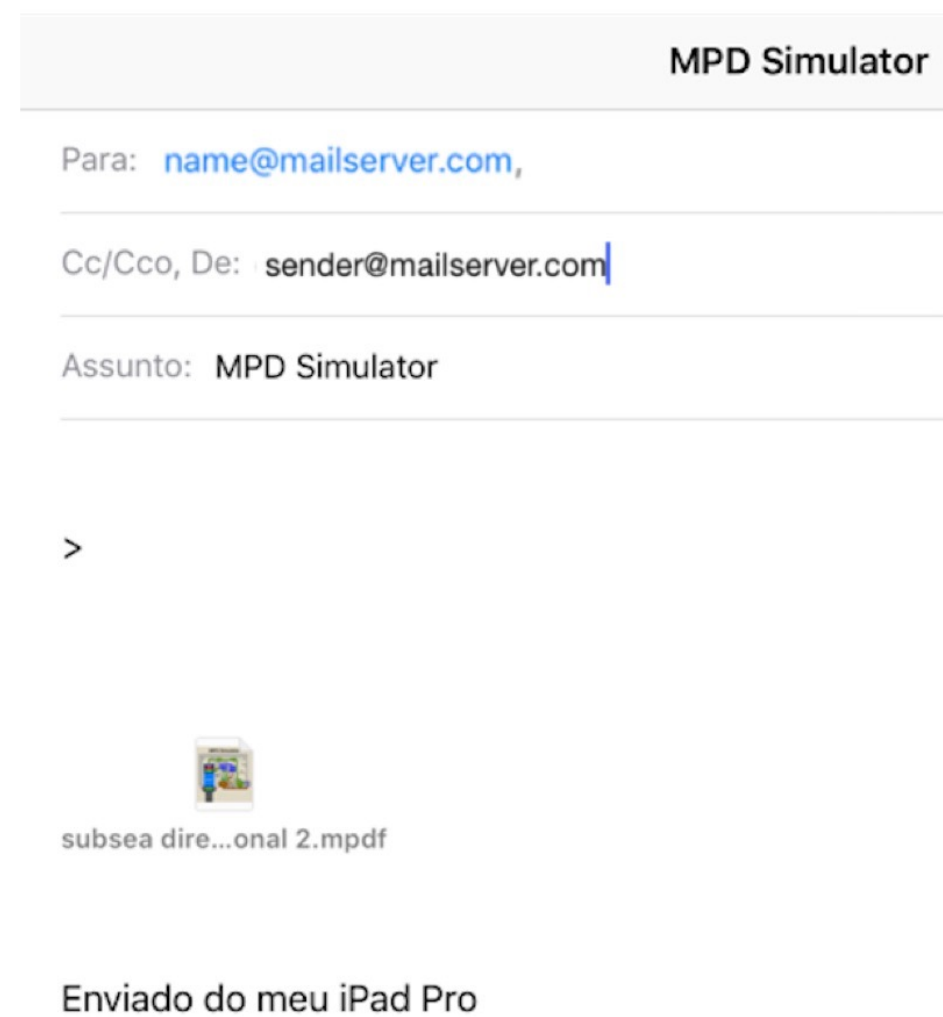 MPD Simulator
Para: name@mailserver.com,
Cc/Cco, De: sender@mailserver.com
Assunto: MPD Simulator
>
subsea dire...onal 2.mpdf
Enviado do meu iPad Pro